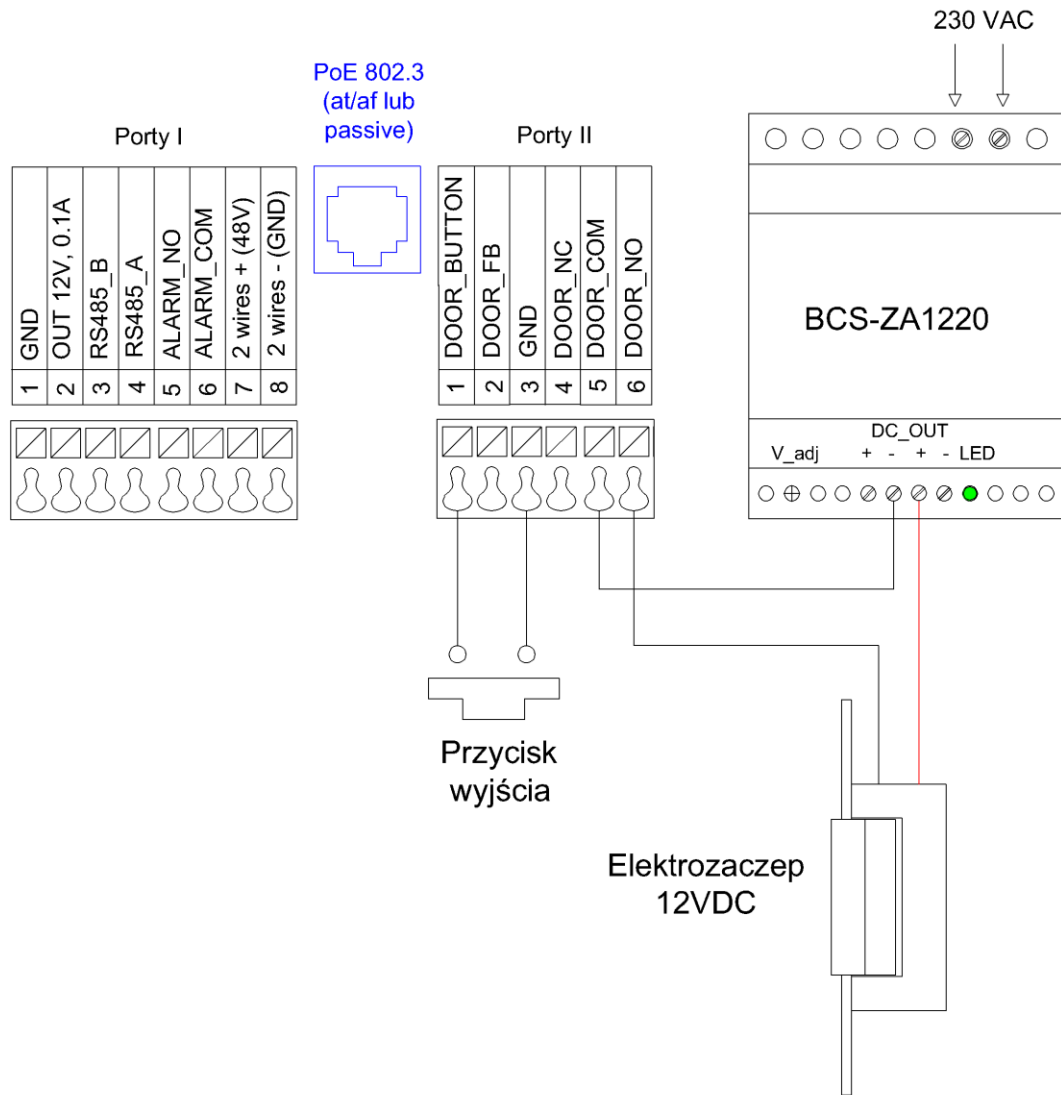 230 VAC
PoE 802.3
(at/af lub
passive)
Porty I
Porty II
GND
OUT 12V, 0.1A
RS485_B
RS485_A
ALARM_NO
ALARM_COM
2 wires + (48V)
2 wires - (GND)
1 2 3 4 5 6 7 8
DOOR_BUTTON
DOOR_FB
GND
DOOR_NC
DOOR_COM
DOOR_NO
1 2 3 4 5 6
BCS-ZA1220
DC_OUT
V_adj + - + - LED
Przycisk
wyjścia
Elektrozaczep
12VDC